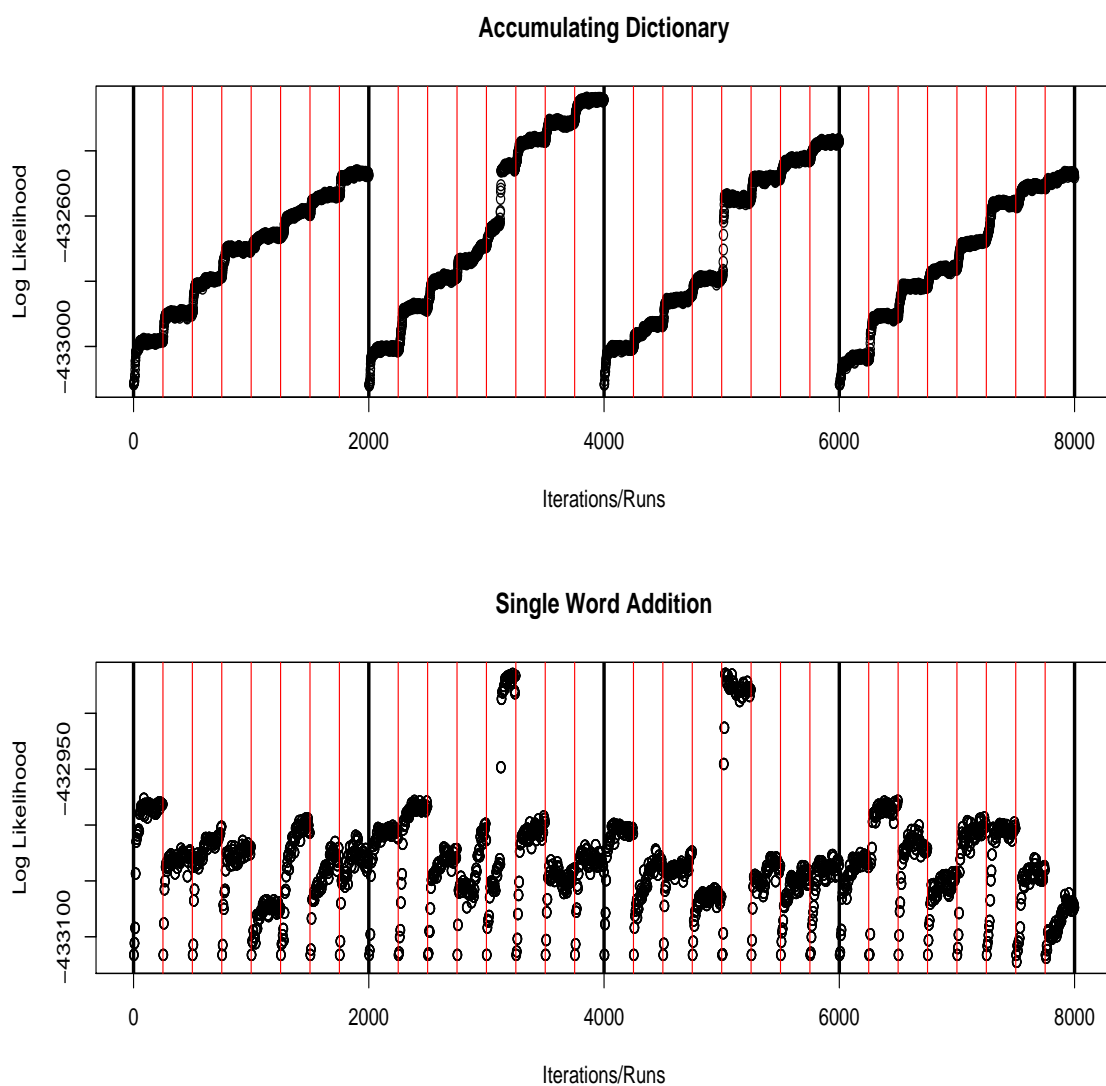 Accumulating Dictionary
Log Likelihood
−432600
−433000
0 2000 4000 6000 8000
Iterations/Runs
Single Word Addition
Log Likelihood
−432950
−433100
0 2000 4000 6000 8000
Iterations/Runs